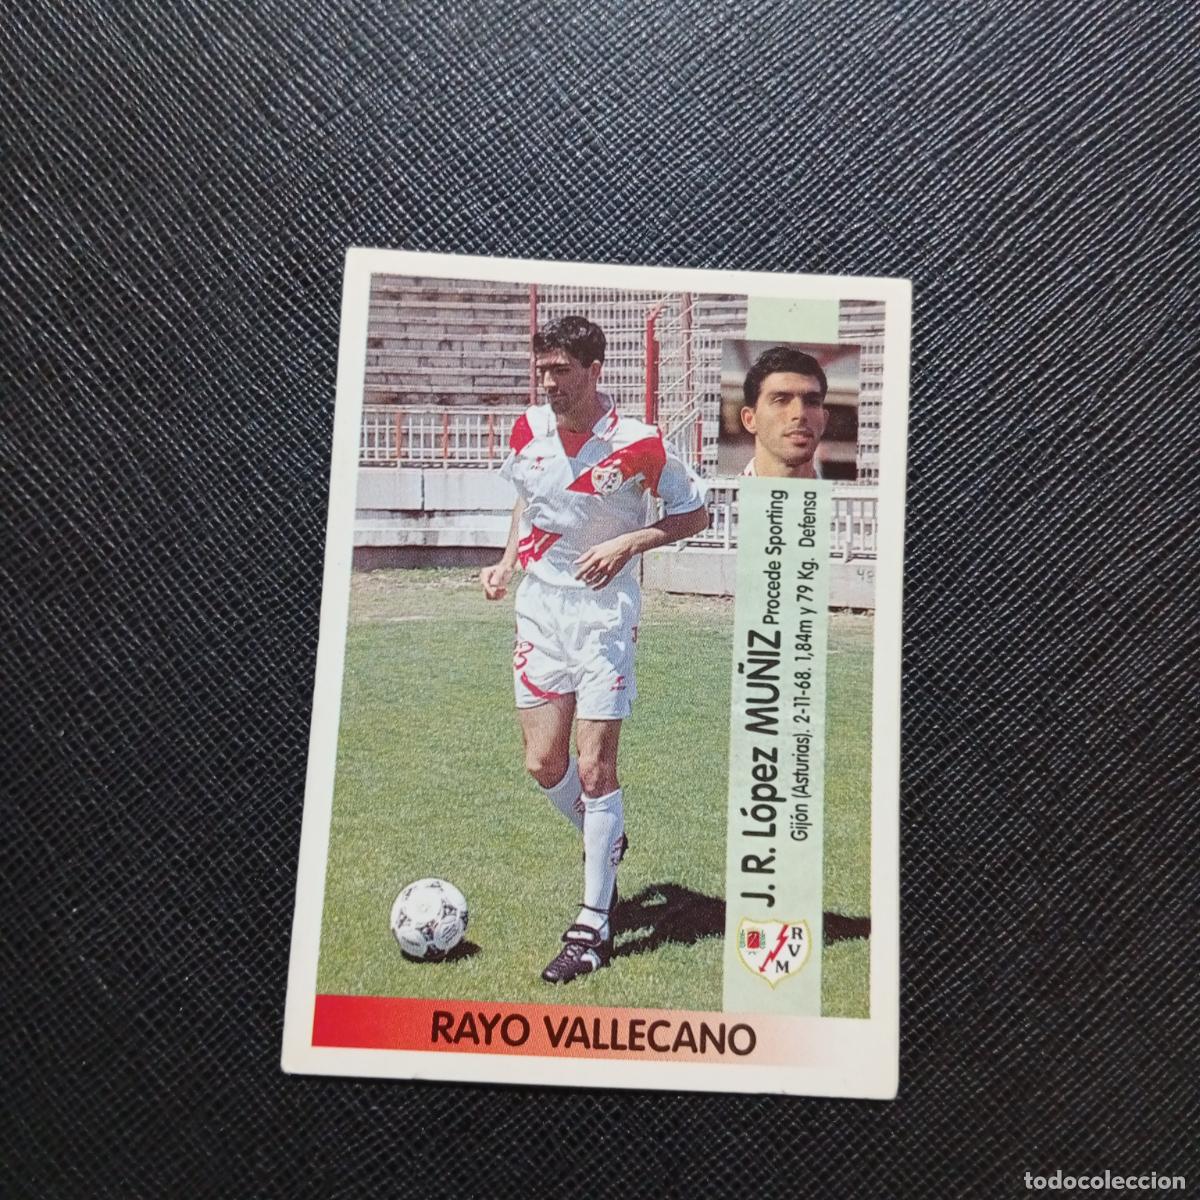 J. R. López MUÑIZ Procede Sporting
Gijón (Asturias). 2-11-68. 1,84m y 79 Kg. Defensa
RVM
RAYO VALLECANO
todocoleccion